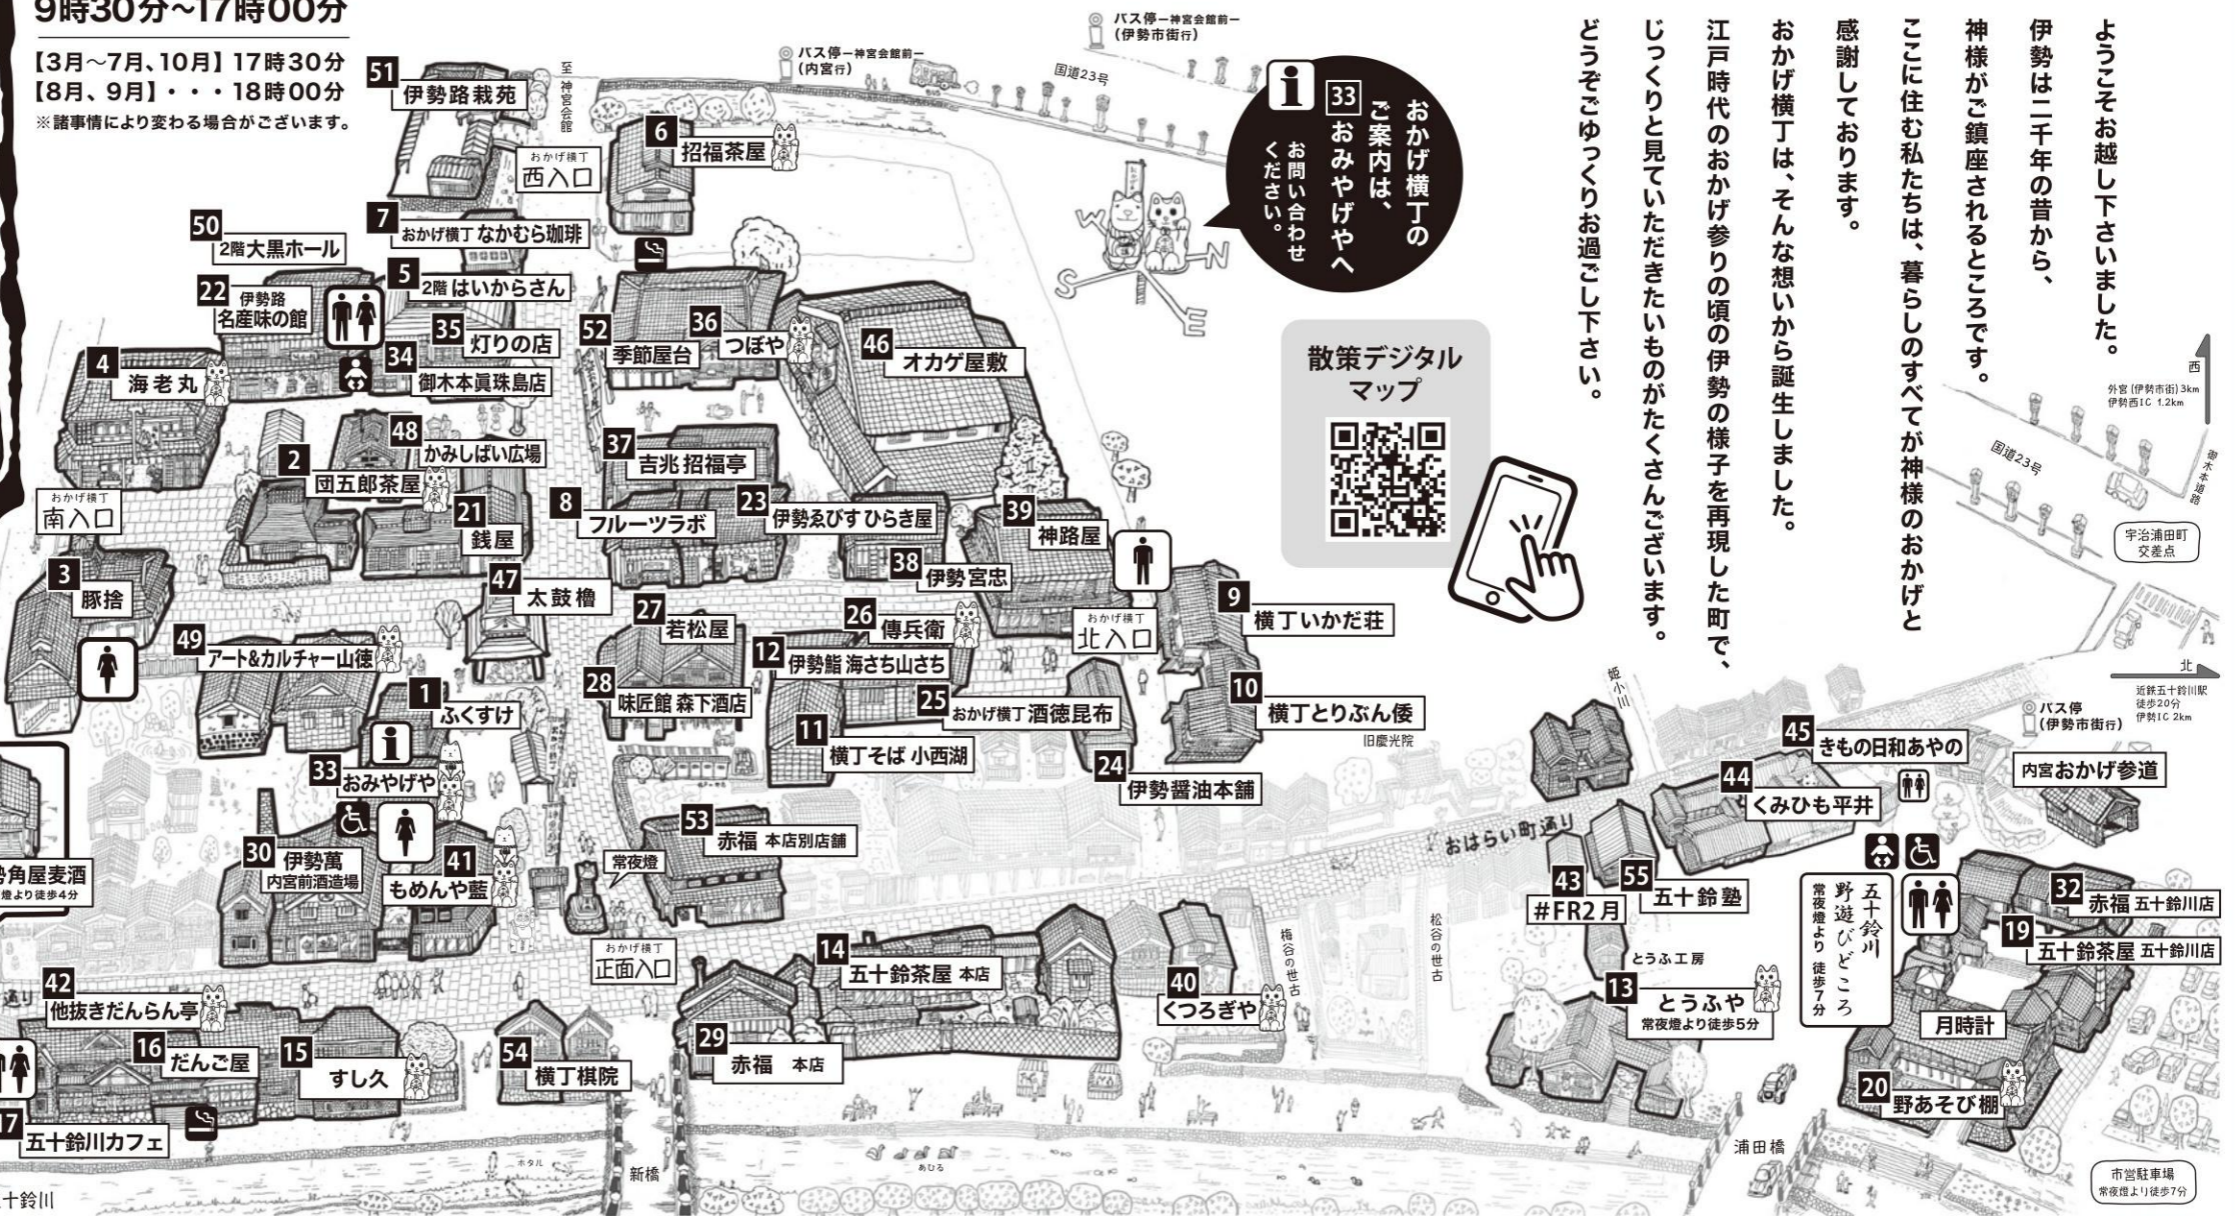 9時30分~17時00分
【3月~7月、10月】17時30分
【8月、9月】・・・18時00分
※諸事情により変わる場合がございます。
ようこそお越し下さいました。
伊勢は二千年の昔から、
神様がご鎮座されるところです。
ここに住む私たちは、暮らしのすべてが神様のおかげと
感謝しております。
おかげ横丁は、そんな想いから誕生しました。
江戸時代のおかげ参りの頃の伊勢の様子を再現した町で、
じっくりと見ていただきたいものがたくさんございます。
どうぞごゆっくりお過ごし下さい。
おかげ横丁の
ご案内は、
33 おみやげやへ
お問い合わせ
ください。
散策デジタル
マップ
バス停ー神宮会館前ー
(伊勢市街行)
バス停ー神宮会館前ー
(内宮行)
国道23号
至 神宮会館
W
N
S
E
51 伊勢路栽苑
6 招福茶屋
おかげ横丁
西入口
7 おかげ横丁 なかむら珈琲
50 2階 大黒ホール
5 2階 はいからさん
22 伊勢路
名産味の館
35 灯りの店
34 御木本眞珠島店
52 季節屋台
36 つぼや
46 オカゲ屋敷
4 海老丸
48 かみしばい広場
2 団五郎茶屋
37 吉兆 招福亭
おかげ横丁
南入口
21 銭屋
8 フルーツラボ
23 伊勢ゑびす ひらき屋
39 神路屋
38 伊勢宮忠
3 豚捨
47 太鼓櫓
27 若松屋
26 傳兵衛
9 横丁いかだ荘
おかげ横丁
北入口
49 アート&カルチャー山徳
12 伊勢鮨 海さち山さち
28 味匠館 森下酒店
25 おかげ横丁 酒徳昆布
10 横丁とりぶん倭
旧慶光院
1 ふくすけ
11 横丁そば 小西湖
24 伊勢醤油本舗
33 おみやげや
53 赤福 本店別店舗
常夜燈
30 伊勢萬
内宮前酒造場
41 もめんや藍
角屋麦酒
燈より徒歩4分
おかげ横丁
正面入口
14 五十鈴茶屋 本店
40 くつろぎや
梅谷の世古
松谷の世古
42 他抜きだんらん亭
通り
16 だんご屋
15 すし久
54 横丁棋院
29 赤福 本店
17 五十鈴川カフェ
十鈴川
ホタル
新橋
あひる
おはらい町通り
姫小川
45 きもの日和あやの
44 くみひも平井
43 #FR2月
55 五十鈴塾
とうふ工房
13 とうふや
常夜燈より徒歩5分
五十鈴川
野遊びどころ
常夜燈より 徒歩7分
32 赤福 五十鈴川店
19 五十鈴茶屋 五十鈴川店
月時計
20 野あそび棚
浦田橋
市営駐車場
常夜燈より徒歩7分
内宮おかげ参道
バス停
(伊勢市街行)
北
近鉄五十鈴川駅
徒歩20分
伊勢IC 2km
西
外宮(伊勢市街)3km
伊勢西IC 1.2km
国道23号
御木本道路
宇治浦田町
交差点